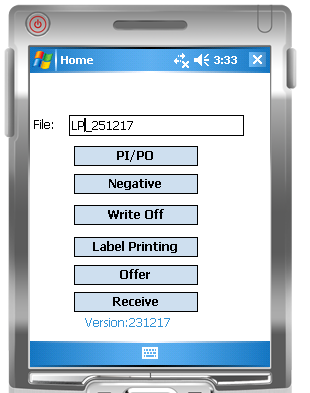 Home 3:33
File: LP_251217
PI/PO
Negative
Write Off
Label Printing
Offer
Receive
Version:231217